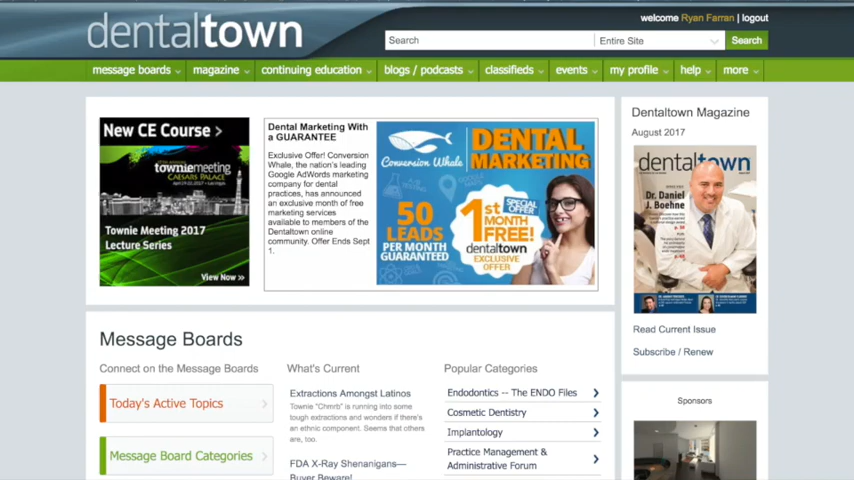 welcome Ryan Farran | logout
dentaltown
Search
Entire Site
Search
message boards
magazine
continuing education
blogs / podcasts
classifieds
events
my profile
help
more
New CE Course >
towniemeeting
CAESARS PALACE
Townie Meeting 2017
Lecture Series
View Now >>
Dental Marketing With
a GUARANTEE
Exclusive Offer! Conversion
Whale, the nation's leading
Google AdWords marketing
company for dental
practices, has announced
an exclusive month of free
marketing services
available to members of the
Dentaltown online
community. Offer Ends Sept
1.
Conversion Whale
DENTAL
MARKETING
50
LEADS
PER MONTH
GUARANTEED
SPECIAL
OFFER
1st
MONTH
FREE!
dentaltown
EXCLUSIVE
OFFER
Dentaltown Magazine
August 2017
dentaltown
Dr. Daniel
J. Boehne
Read Current Issue
Subscribe / Renew
Message Boards
Connect on the Message Boards
Today's Active Topics
Message Board Categories
What's Current
Extractions Amongst Latinos
Townie "Chmrb" is running into some
tough extractions and wonders if there's
an ethnic component. Seems that others
are, too.
FDA X-Ray Shenanigans—
Buyer Beware!
Popular Categories
Endodontics -- The ENDO Files
Cosmetic Dentistry
Implantology
Practice Management &
Administrative Forum
Sponsors